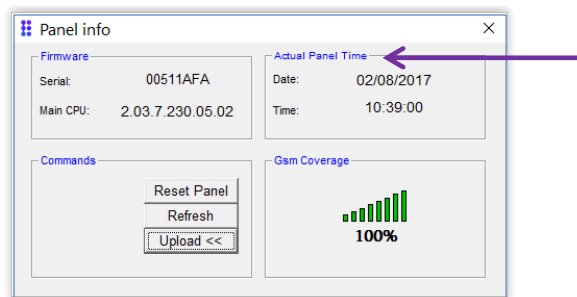 Panel info
Firmware
Serial: 00511AFA
Main CPU: 2.03.7.230.05.02
Actual Panel Time
Date: 02/08/2017
Time: 10:39:00
Commands
Reset Panel
Refresh
Upload <<
Gsm Coverage
100%